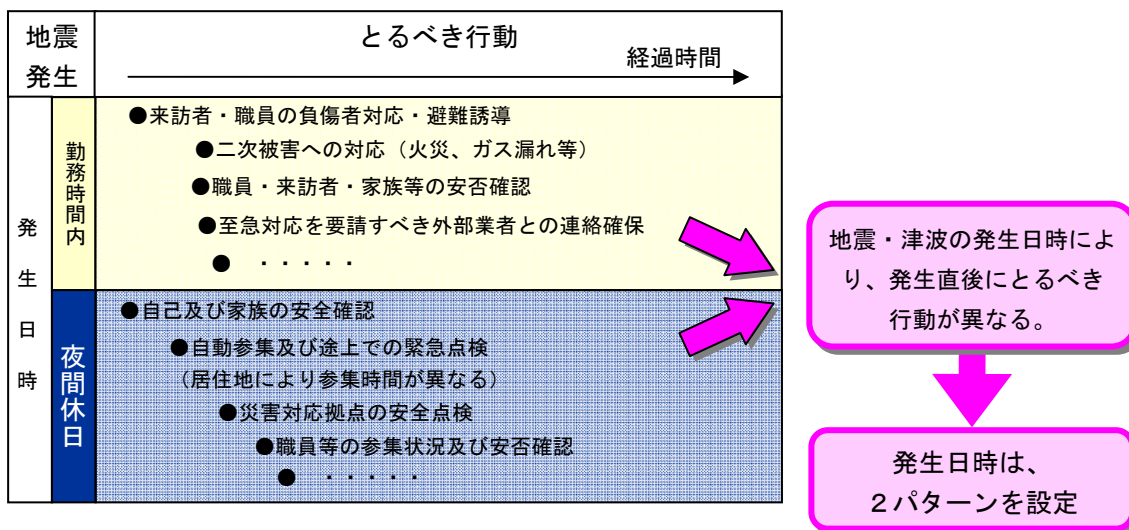 地震
発生
とるべき行動
経過時間
発生日時
勤務時間内
●来訪者・職員の負傷者対応・避難誘導
●二次被害への対応（火災、ガス漏れ等）
●職員・来訪者・家族等の安否確認
●至急対応を要請すべき外部業者との連絡確保
● ・・・・・
夜間休日
●自己及び家族の安全確認
●自動参集及び途上での緊急点検
（居住地により参集時間が異なる）
●災害対応拠点の安全点検
●職員等の参集状況及び安否確認
● ・・・・・
地震・津波の発生日時によ
り、発生直後にとるべき
行動が異なる。
発生日時は、
２パターンを設定